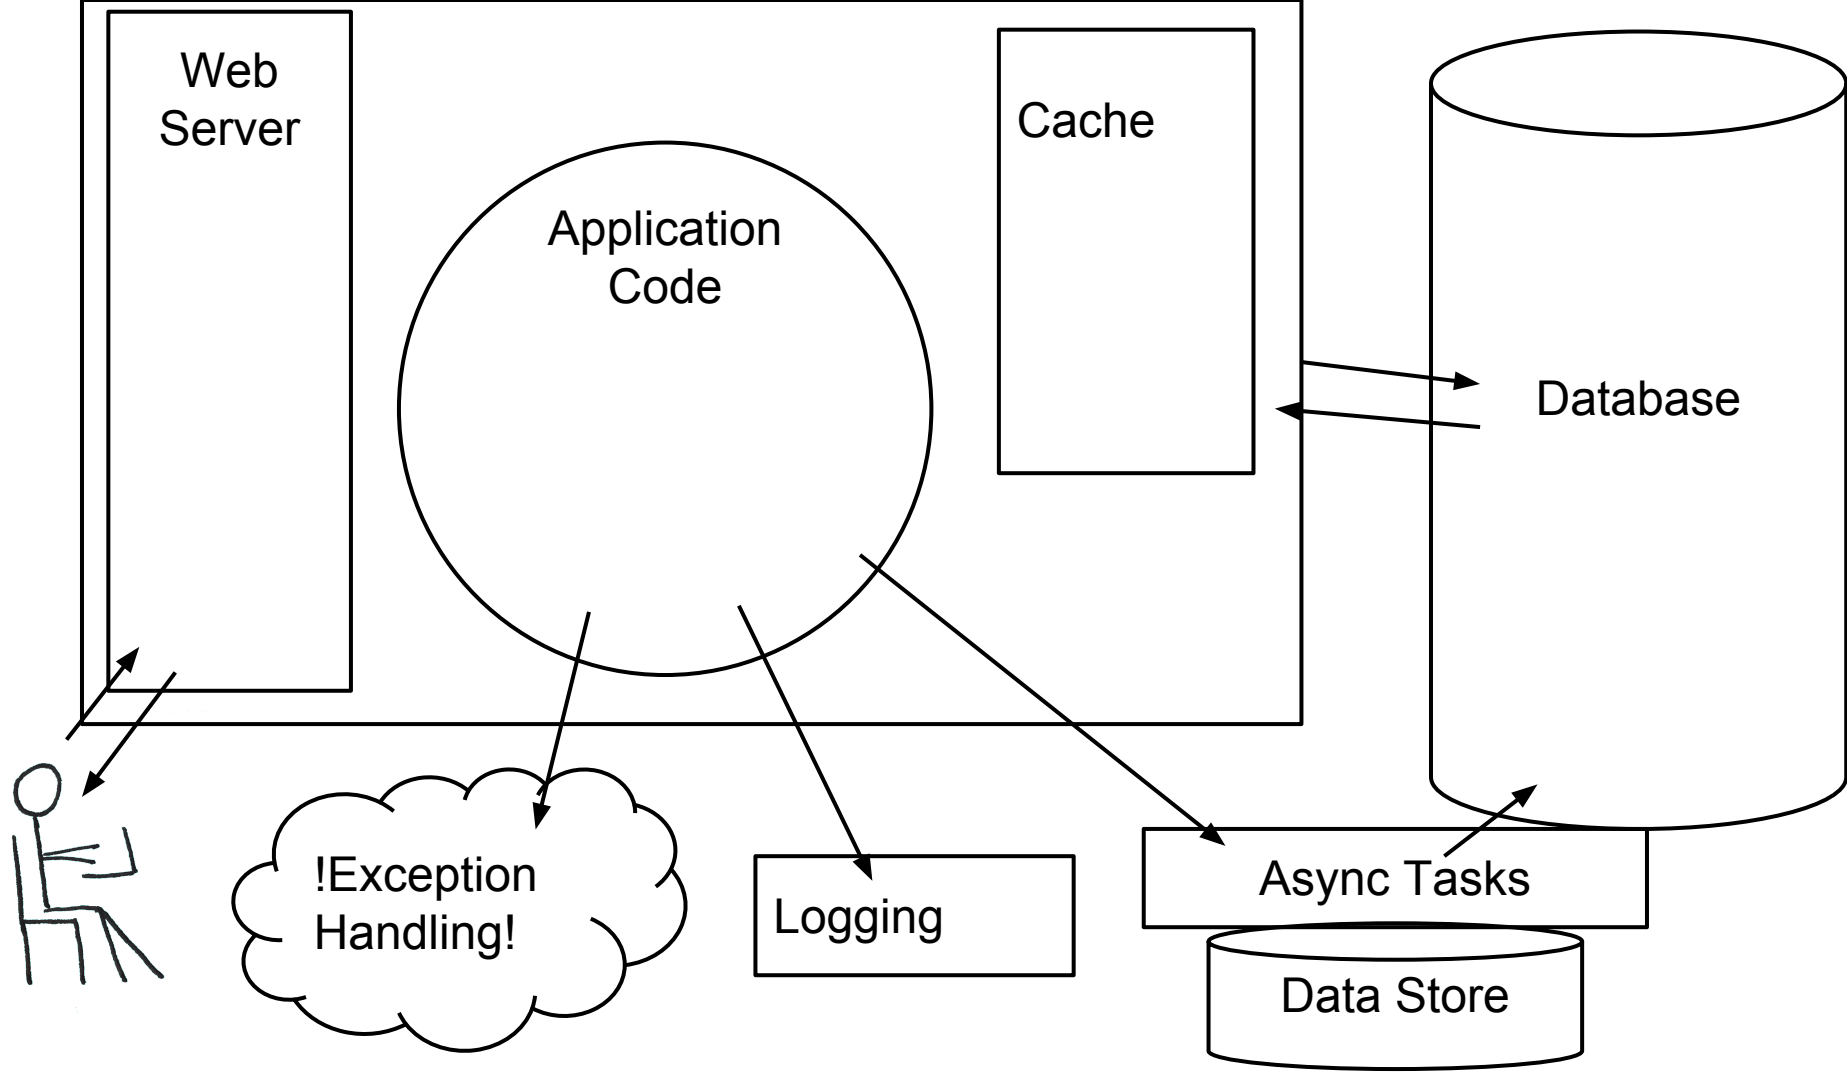 Web
Server
Application
Code
Cache
Database
!Exception
Handling!
Logging
Async Tasks
Data Store